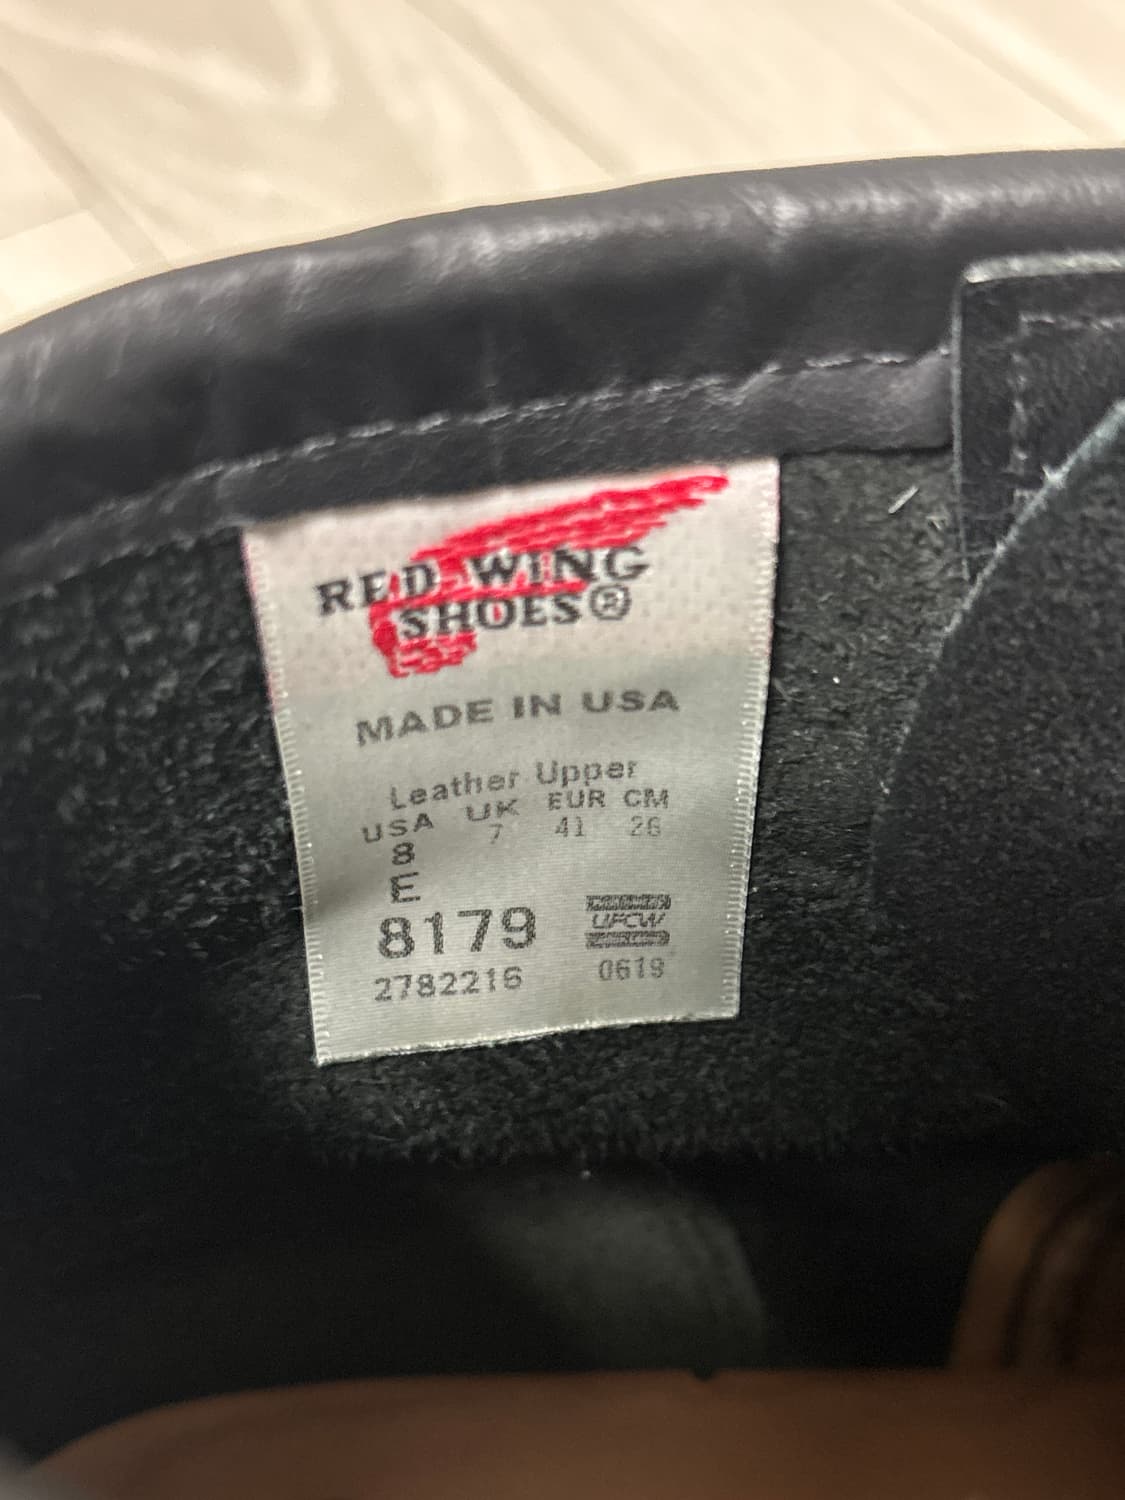 RED WING
SHOES®
MADE IN USA
Leather Upper
USA UK EUR CM
8 7 41 26
E
8179 UFCW
2782216 0619